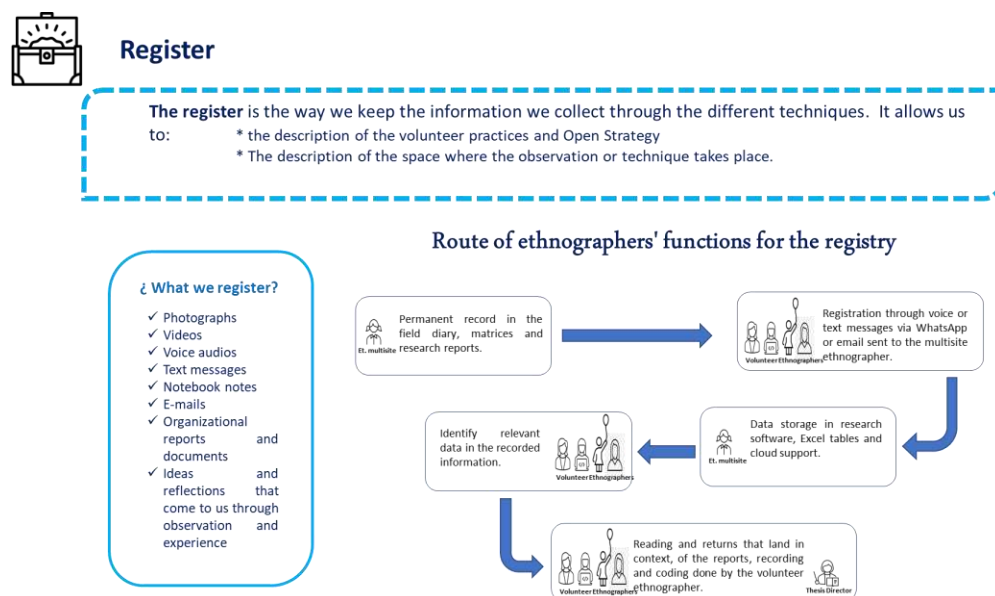 Register
The register is the way we keep the information we collect through the different techniques. It allows us
to: * the description of the volunteer practices and Open Strategy
* The description of the space where the observation or technique takes place.
Route of ethnographers' functions for the registry
¿ What we register?
✓ Photographs
✓ Videos
✓ Voice audios
✓ Text messages
✓ Notebook notes
✓ E-mails
✓ Organizational
reports and
documents
✓ Ideas and
reflections that
come to us through
observation and
experience
Permanent record in the
field diary, matrices and
research reports.
Et. multisite
Registration through voice or
text messages via WhatsApp
or email sent to the multisite
ethnographer.
Volunteer Ethnographers
Data storage in research
software, Excel tables and
cloud support.
Et. multisite
Identify relevant
data in the recorded
information.
Volunteer Ethnographers
Reading and returns that land in
context, of the reports, recording
and coding done by the volunteer
ethnographer.
Volunteer Ethnographers
Thesis Director